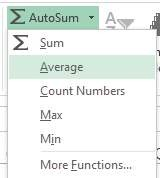 AutoSum
Sum
Average
Count Numbers
Max
Min
More Functions...